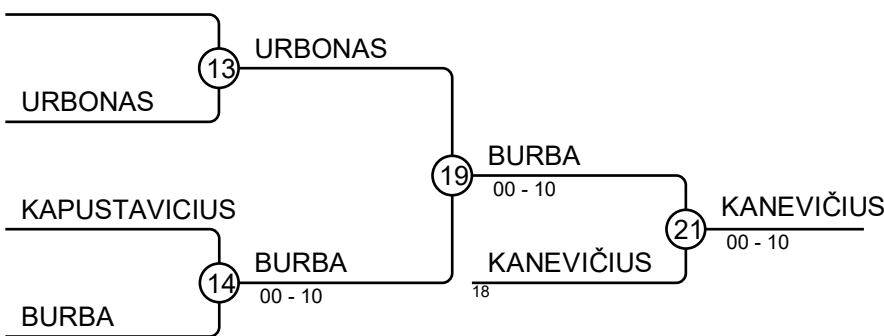 URBONAS
13
URBONAS
BURBA
19
00 - 10
KAPUSTAVICIUS
KANEVIČIUS
21
00 - 10
BURBA
14
00 - 10
KANEVIČIUS
18
BURBA